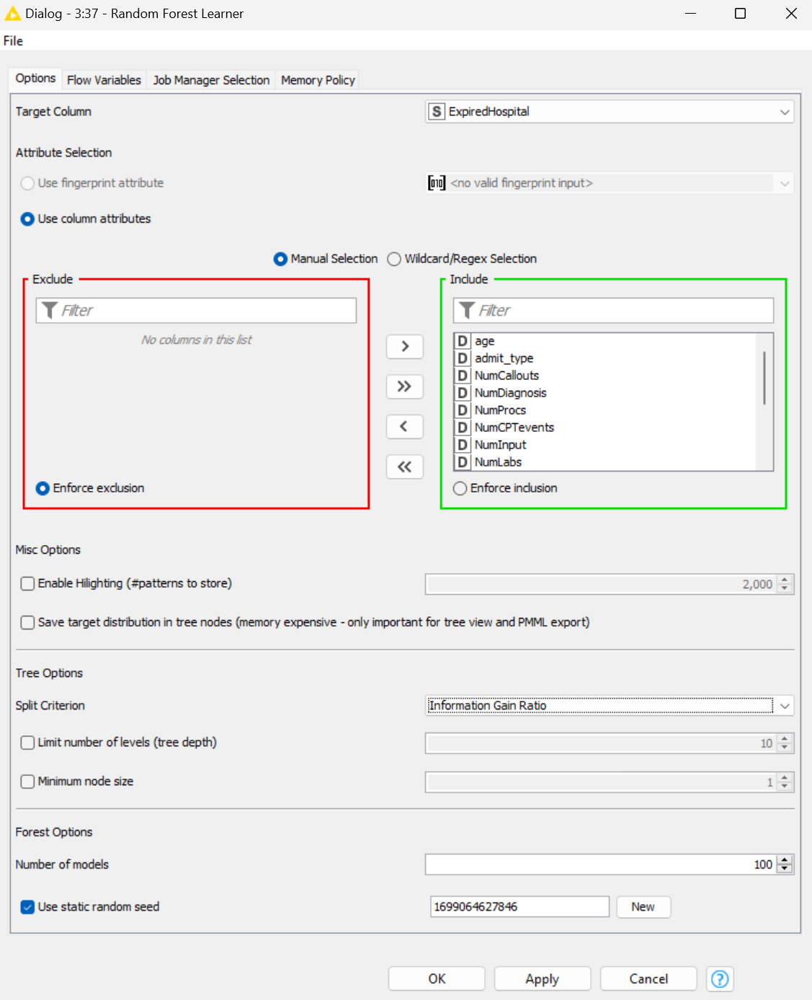 Dialog - 3:37 - Random Forest Learner
File
Options Flow Variables Job Manager Selection Memory Policy
Target Column S ExpiredHospital
Attribute Selection
Use fingerprint attribute [010] <no valid fingerprint input>
Use column attributes
Manual Selection Wildcard/Regex Selection
Exclude Include
Filter Filter
No columns in this list
D age
D admit_type
D NumCallouts
D NumDiagnosis
D NumProcs
D NumCPTevents
D NumInput
D NumLabs
> 
>>
<
<<
Enforce exclusion Enforce inclusion
Misc Options
Enable Hilighting (#patterns to store) 2,000
Save target distribution in tree nodes (memory expensive - only important for tree view and PMML export)
Tree Options
Split Criterion Information Gain Ratio
Limit number of levels (tree depth) 10
Minimum node size 1
Forest Options
Number of models 100
Use static random seed 1699064627846 New
OK Apply Cancel ?